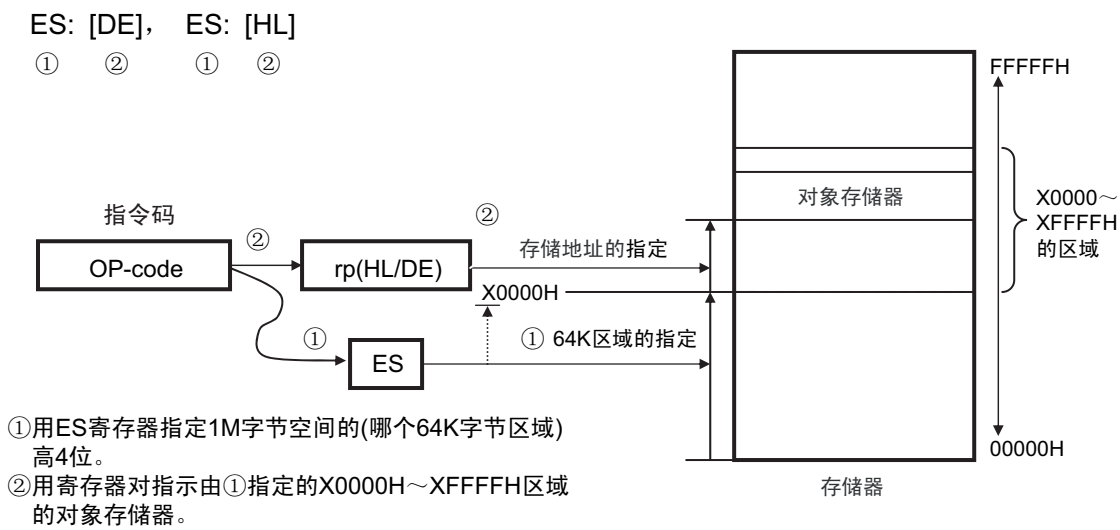 ES: [DE], ES: [HL]
① ② ① ②
FFFFFH
指令码
OP-code
②
rp(HL/DE)
②
存储地址的指定
对象存储器
X0000～
XFFFFH
的区域
X0000H
①
ES
① 64K区域的指定
00000H
存储器
①用ES寄存器指定1M字节空间的(哪个64K字节区域)
高4位。
②用寄存器对指示由①指定的X0000H～XFFFFH区域
的对象存储器。